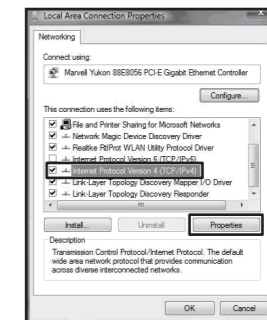 Local Area Connection Properties
Networking
Connect using:
Marvell Yukon 88E8056 PCI-E Gigabit Ethernet Controller
Configure...
This connection uses the following items:
File and Printer Sharing for Microsoft Networks
Network Magic Device Discovery Driver
Realtke RtlProt WLAN Utility Protocol Driver
Internet Protocol Version 6 (TCP/IPv6)
Internet Protocol Version 4 (TCP/IPv4)
Link-Layer Topology Discovery Mapper I/O Driver
Link-Layer Topology Discovery Responder
Install...
Uninstall
Properties
Description
Transmission Control Protocol/Internet Protocol. The default
wide area network protocol that provides communication
across diverse interconnected networks.
OK
Cancel